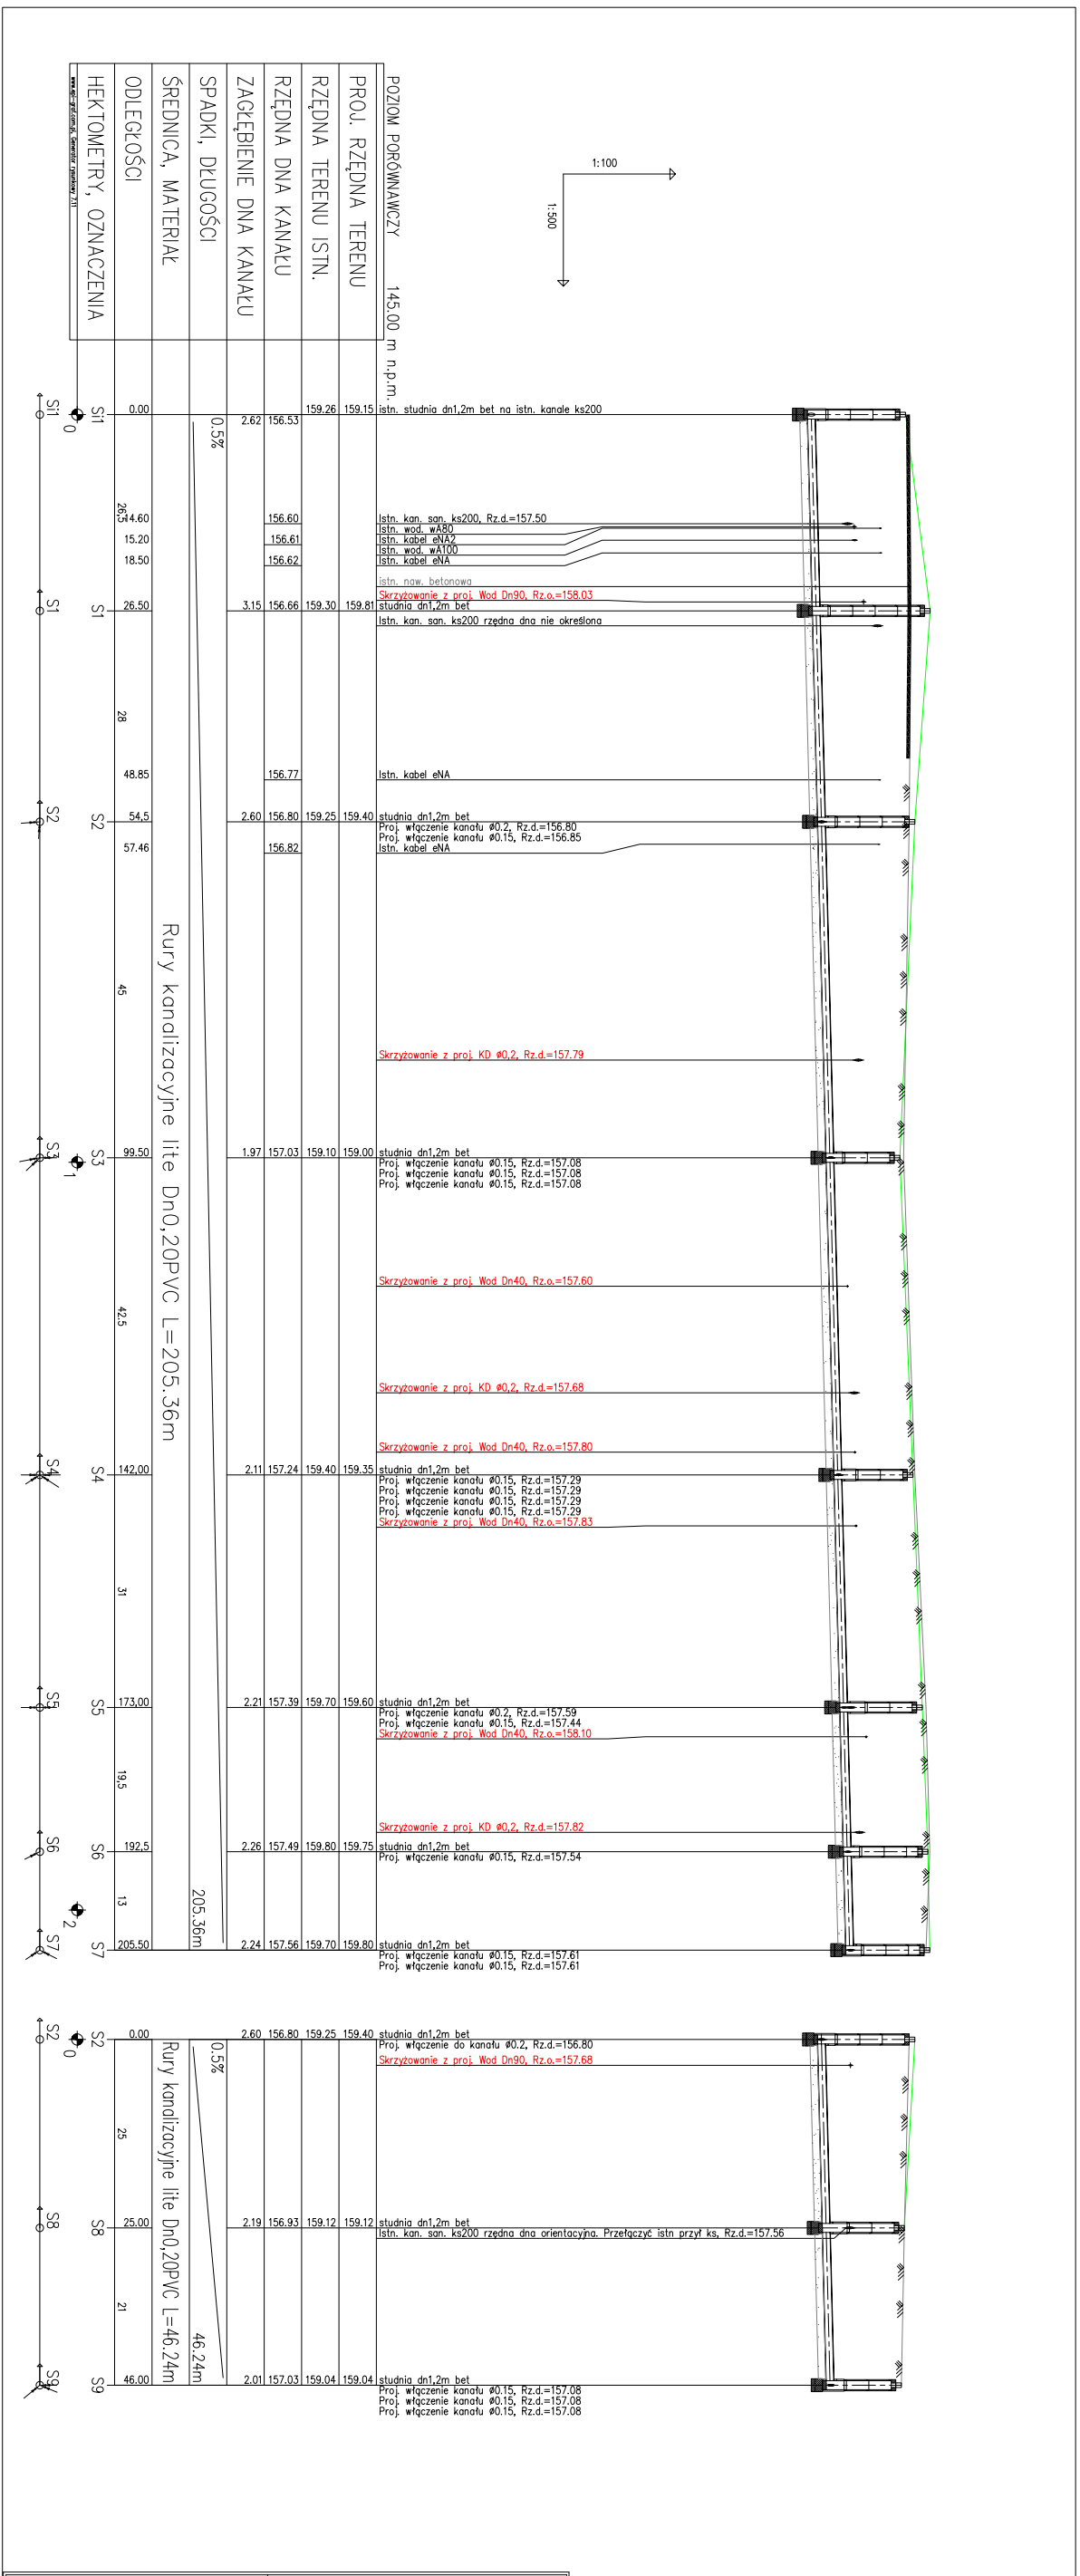 1:100
1:500
POZIOM PORÓWNAWCZY 145.00 m n.p.m.
PROJ. RZĘDNA TERENU
RZĘDNA TERENU ISTN.
RZĘDNA DNA KANAŁU
ZAGŁĘBIENIE DNA KANAŁU
SPADKI, DŁUGOŚCI
ŚREDNICA, MATERIAŁ
ODLEGŁOŚCI
HEKTOMETRY, OZNACZENIA
istn. studnia dn1,2m bet na istn. kanale ks200
159.15
159.26
156.53
2.62
0.00
Si1
Si1
0
Istn. kan. san. ks200, Rz.d.=157.50
Istn. wod. wA80
Istn. kabel eNA2
Istn. wod. wA100
Istn. kabel eNA
156.60
156.61
156.62
14.60
15.20
18.50
26,5
istn. naw. betonowa
Skrzyżowanie z proj. Wod Dn90, Rz.o.=158.03
studnia dn1,2m bet
159.81
159.30
156.66
3.15
26.50
S1
S1
Istn. kan. san. ks200 rzędna dna nie określona
28
Istn. kabel eNA
156.77
48.85
studnia dn1,2m bet
159.40
159.25
156.80
2.60
54,5
S2
S2
Proj. włączenie kanału ø0.2, Rz.d.=156.80
Proj. włączenie kanału ø0.15, Rz.d.=156.85
Istn. kabel eNA
156.82
57.46
45
Skrzyżowanie z proj. KD ø0,2, Rz.d.=157.79
studnia dn1,2m bet
159.00
159.10
157.03
1.97
99.50
S3
S3
1
Proj. włączenie kanału ø0.15, Rz.d.=157.08
Proj. włączenie kanału ø0.15, Rz.d.=157.08
Proj. włączenie kanału ø0.15, Rz.d.=157.08
42.5
Skrzyżowanie z proj. Wod Dn40, Rz.o.=157.60
Skrzyżowanie z proj. KD ø0,2, Rz.d.=157.68
Skrzyżowanie z proj. Wod Dn40, Rz.o.=157.80
studnia dn1,2m bet
159.35
159.40
157.24
2.11
142,00
S4
S4
Proj. włączenie kanału ø0.15, Rz.d.=157.29
Proj. włączenie kanału ø0.15, Rz.d.=157.29
Proj. włączenie kanału ø0.15, Rz.d.=157.29
Proj. włączenie kanału ø0.15, Rz.d.=157.29
Skrzyżowanie z proj. Wod Dn40, Rz.o.=157.83
31
studnia dn1,2m bet
159.60
159.70
157.39
2.21
173,00
S5
S5
Proj. włączenie kanału ø0.2, Rz.d.=157.59
Proj. włączenie kanału ø0.15, Rz.d.=157.44
Skrzyżowanie z proj. Wod Dn40, Rz.o.=158.10
19,5
Skrzyżowanie z proj. KD ø0,2, Rz.d.=157.82
studnia dn1,2m bet
159.75
159.80
157.49
2.26
192,5
S6
S6
Proj. włączenie kanału ø0.15, Rz.d.=157.54
13
2
studnia dn1,2m bet
159.80
159.70
157.56
2.24
205.50
S7
S7
Proj. włączenie kanału ø0.15, Rz.d.=157.61
Proj. włączenie kanału ø0.15, Rz.d.=157.61
0.5%
205.36m
Rury kanalizacyjne lite Dn0,20PVC L=205.36m
studnia dn1,2m bet
159.40
159.25
156.80
2.60
0.00
S2
S2
0
Proj. włączenie do kanału ø0.2, Rz.d.=156.80
Skrzyżowanie z proj. Wod Dn90, Rz.o.=157.68
25
studnia dn1,2m bet
159.12
159.12
156.93
2.19
25.00
S8
S8
Istn. kan. san. ks200 rzędna dna orientacyjna. Przełączyć istn przył ks, Rz.d.=157.56
21
studnia dn1,2m bet
159.04
159.04
157.03
2.01
46.00
S9
S9
Proj. włączenie kanału ø0.15, Rz.d.=157.08
Proj. włączenie kanału ø0.15, Rz.d.=157.08
Proj. włączenie kanału ø0.15, Rz.d.=157.08
0.5%
46.24m
Rury kanalizacyjne lite Dn0,20PVC L=46.24m